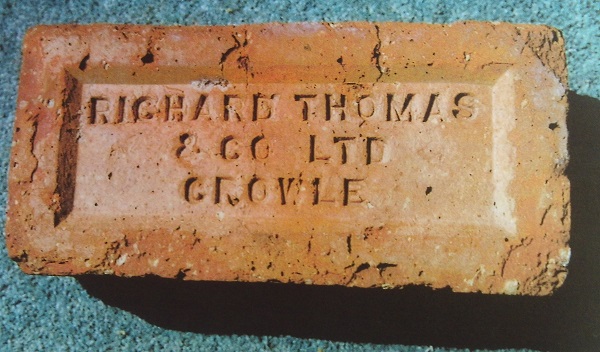 RICHARD THOMAS
& CO LTD
CROWLE